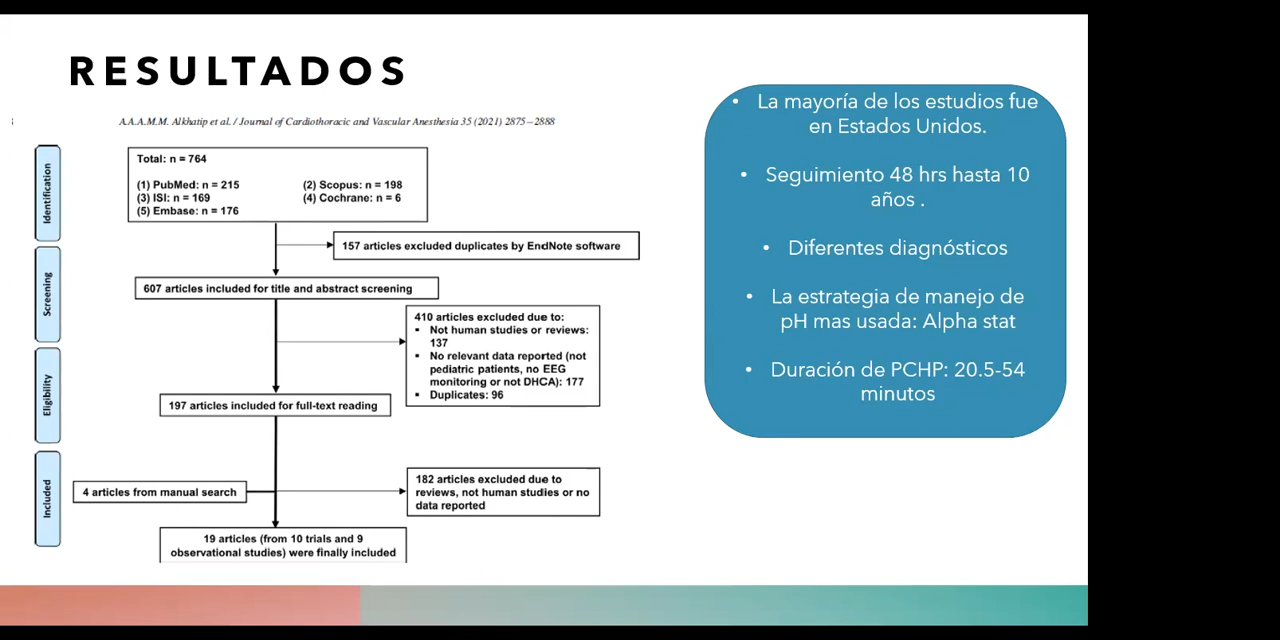 RESULTADOS
A.A.A.M.M. Alkhatip et al. / Journal of Cardiothoracic and Vascular Anesthesia 35 (2021) 2875–2888
Identification
Total: n = 764
(1) PubMed: n = 215
(2) Scopus: n = 198
(3) ISI: n = 169
(4) Cochrane: n = 6
(5) Embase: n = 176
157 articles excluded duplicates by EndNote software
Screening
607 articles included for title and abstract screening
410 articles excluded due to:
▪ Not human studies or reviews:
137
▪ No relevant data reported (not
pediatric patients, no EEG
monitoring or not DHCA): 177
▪ Duplicates: 96
Eligibility
197 articles included for full-text reading
Included
4 articles from manual search
182 articles excluded due to
reviews, not human studies or no
data reported
19 articles (from 10 trials and 9
observational studies) were finally included
• La mayoría de los estudios fue
en Estados Unidos.
• Seguimiento 48 hrs hasta 10
años .
• Diferentes diagnósticos
• La estrategia de manejo de
pH mas usada: Alpha stat
• Duración de PCHP: 20.5-54
minutos